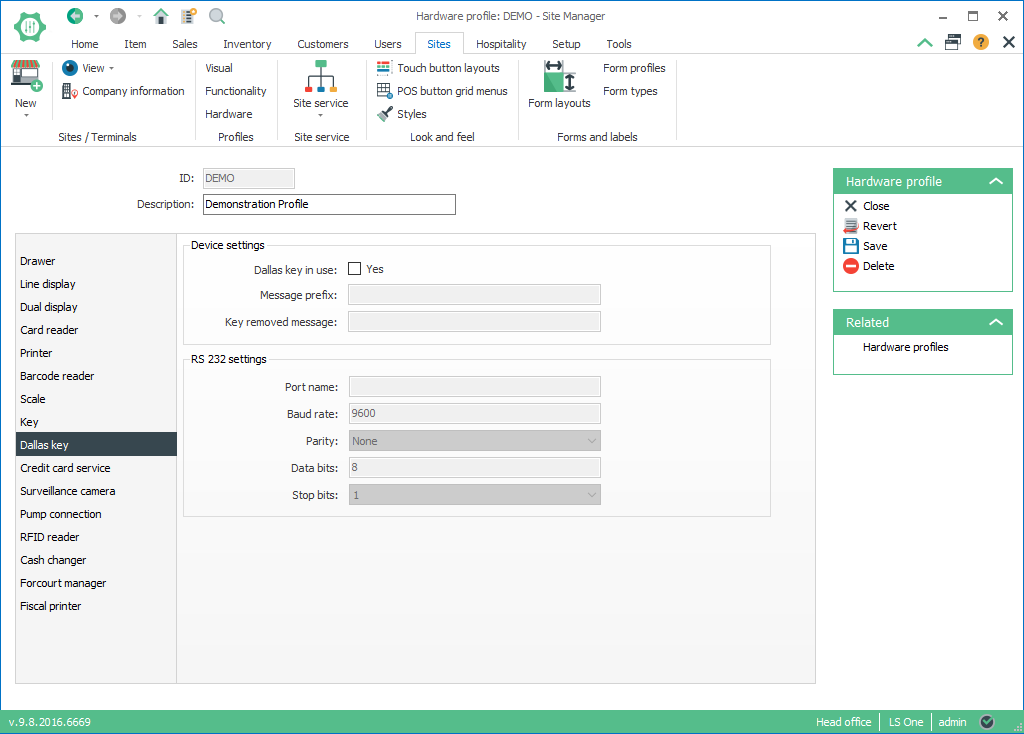 Hardware profile: DEMO - Site Manager
Home Item Sales Inventory Customers Users Sites Hospitality Setup Tools
New
View
Company information
Sites / Terminals
Visual
Functionality
Hardware
Profiles
Site service
Site service
Touch button layouts
POS button grid menus
Styles
Look and feel
Form layouts
Form profiles
Form types
Forms and labels
ID: DEMO
Description: Demonstration Profile
Drawer
Line display
Dual display
Card reader
Printer
Barcode reader
Scale
Key
Dallas key
Credit card service
Surveillance camera
Pump connection
RFID reader
Cash changer
Forcourt manager
Fiscal printer
Device settings
Dallas key in use: Yes
Message prefix:
Key removed message:
RS 232 settings
Port name:
Baud rate: 9600
Parity: None
Data bits: 8
Stop bits: 1
Hardware profile
Close
Revert
Save
Delete
Related
Hardware profiles
v.9.8.2016.6669
Head office LS One admin